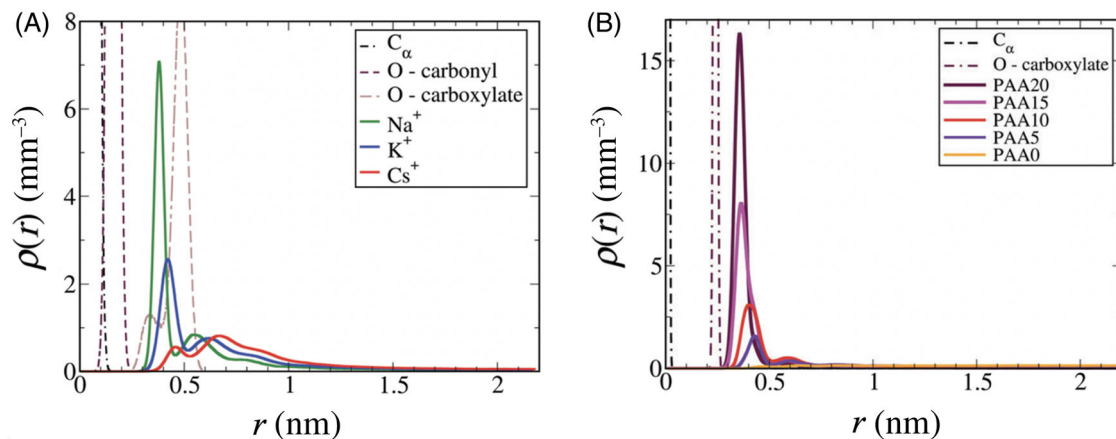 (A)
8
6
4
2
0
ρ(r) (mm⁻³)
0
0.5
1
1.5
2
r (nm)
Cα
O - carbonyl
O - carboxylate
Na⁺
K⁺
Cs⁺
(B)
15
10
5
0
ρ(r) (mm⁻³)
0
0.5
1
1.5
2
r (nm)
Cα
O - carboxylate
PAA20
PAA15
PAA10
PAA5
PAA0